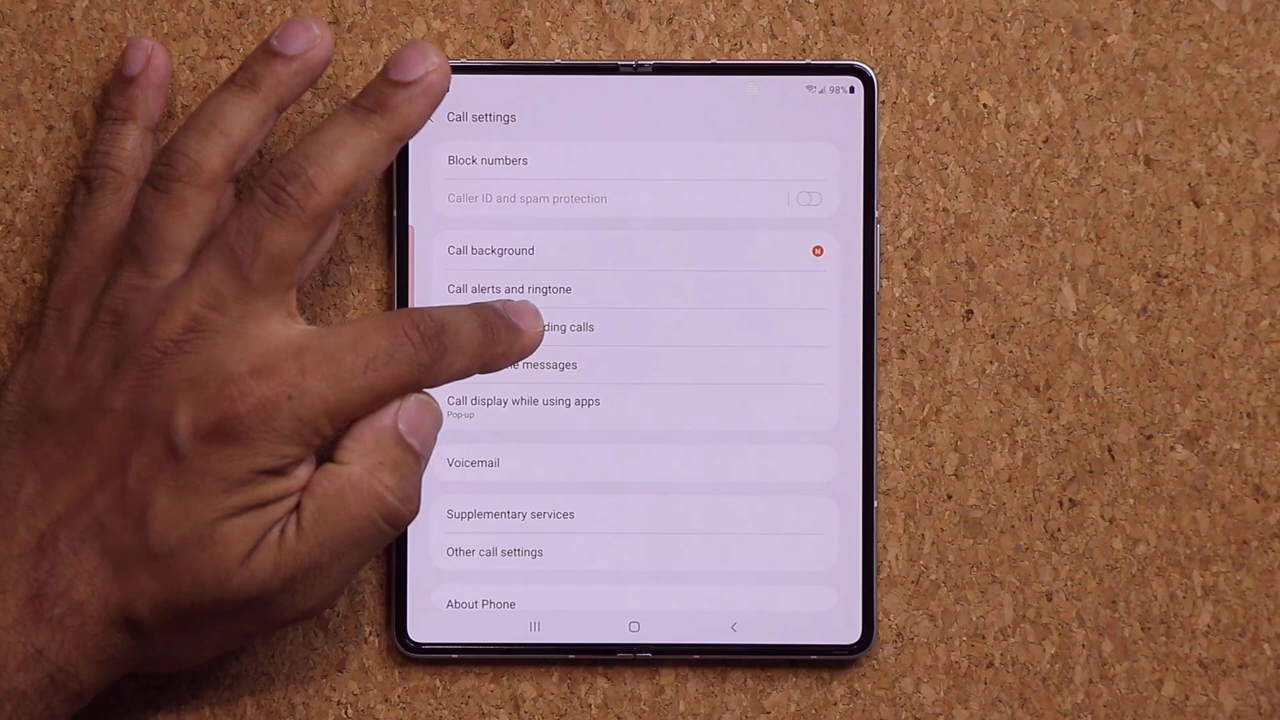 98%
Call settings
Block numbers
Caller ID and spam protection
Call background
N
Call alerts and ringtone
calls
messages
Call display while using apps
Pop-up
Voicemail
Supplementary services
Other call settings
About Phone